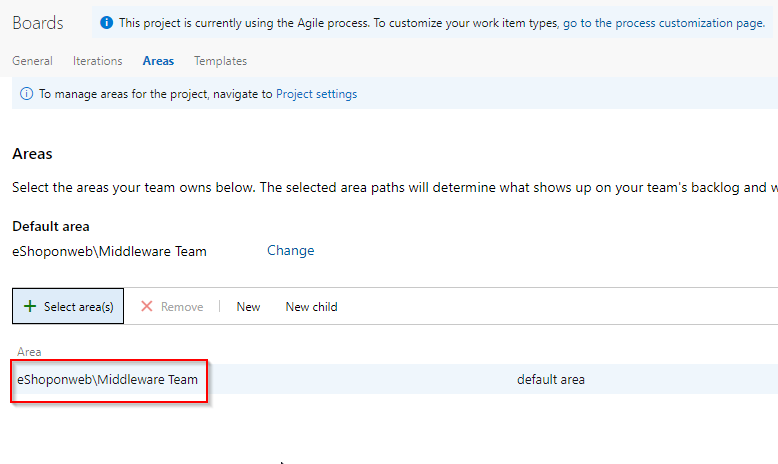 Boards
This project is currently using the Agile process. To customize your work item types, go to the process customization page.
General Iterations Areas Templates
To manage areas for the project, navigate to Project settings
Areas
Select the areas your team owns below. The selected area paths will determine what shows up on your team's backlog and w
Default area
eShoponweb\Middleware Team Change
Select area(s) Remove New New child
Area
eShoponweb\Middleware Team default area